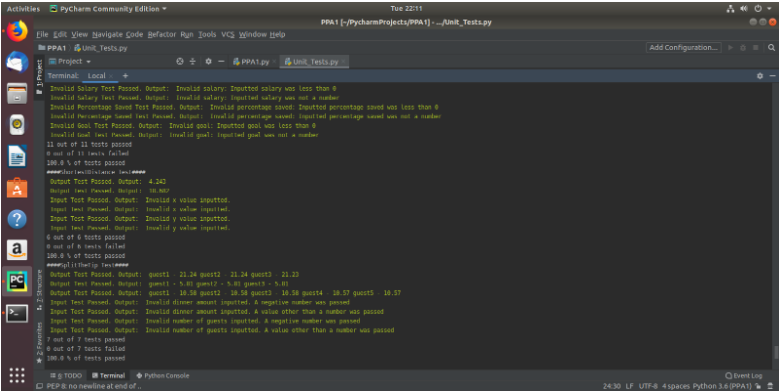 Activities PyCharm Community Edition Tue 22:11
PPA1 [~/PycharmProjects/PPA1] - .../Unit_Tests.py
File Edit View Navigate Code Refactor Run Tools VCS Window Help
PPA1 Unit_Tests.py Add Configuration...
1: Project
Project PPA1.py Unit_Tests.py
Terminal: Local +
Invalid Salary Test Passed. Output: Invalid salary: Inputted salary was less than 0
Invalid Salary Test Passed. Output: Invalid salary: Inputted salary was not a number
Invalid Percentage Saved Test Passed. Output: Invalid percentage saved: Inputted percentage saved was less than 0
Invalid Percentage Saved Test Passed. Output: Invalid percentage saved: Inputted percentage saved was not a number
Invalid Goal Test Passed. Output: Invalid goal: Inputted goal was less than 0
Invalid Goal Test Passed. Output: Invalid goal: Inputted goal was not a number
11 out of 11 tests passed
0 out of 11 tests failed
100.0 % of tests passed
####ShortestDistance Test####
Output Test Passed. Output: 4.243
Output Test Passed. Output:
Input Test Passed. Output: Invalid x value inputted.
Input Test Passed. Output: Invalid x value inputted.
Input Test Passed. Output: Invalid y value inputted.
Input Test Passed. Output: Invalid y value inputted.
6 out of 6 tests passed
0 out of 6 tests failed
100.0 % of tests passed
####SplitTheTip Test####
Output Test Passed. Output: guest1 - 21.24 guest2 - 21.24 guest3 - 21.23
Output Test Passed. Output: guest1 - 5.81 guest2 - 5.81 guest3 - 5.81
Output Test Passed. Output: guest1 - 10.58 guest2 - 10.58 guest3 - 10.58 guest4 - 10.57 guest5 - 10.57
Input Test Passed. Output: Invalid dinner amount inputted. A negative number was passed
Input Test Passed. Output: Invalid dinner amount inputted. A value other than a number was passed
Input Test Passed. Output: Invalid number of guests inputted. A negative number was passed
Input Test Passed. Output: Invalid number of guests inputted. A value other than a number was passed
7 out of 7 tests passed
0 out of 7 tests failed
100.0 % of tests passed
Z: Structure
2: Favorites
6: TODO Terminal Python Console Event Log
PEP 8: no newline at end of .. 24:30 LF UTF-8 4 spaces Python 3.6 (PPA1)